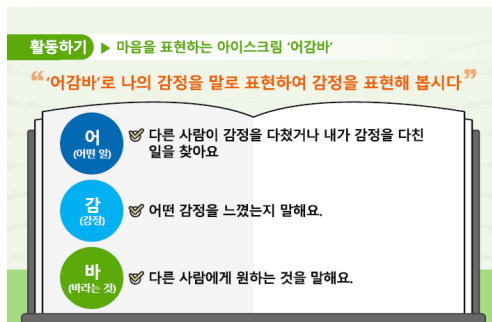 활동하기 ▶ 마음을 표현하는 아이스크림 ‘어감바’
“‘어감바’로 나의 감정을 말로 표현하여 감정을 표현해 봅시다”
어
(어떤 일)
다른 사람이 감정을 다쳤거나 내가 감정을 다친
일을 찾아요
감
(감정)
어떤 감정을 느꼈는지 말해요.
바
(바라는 것)
다른 사람에게 원하는 것을 말해요.